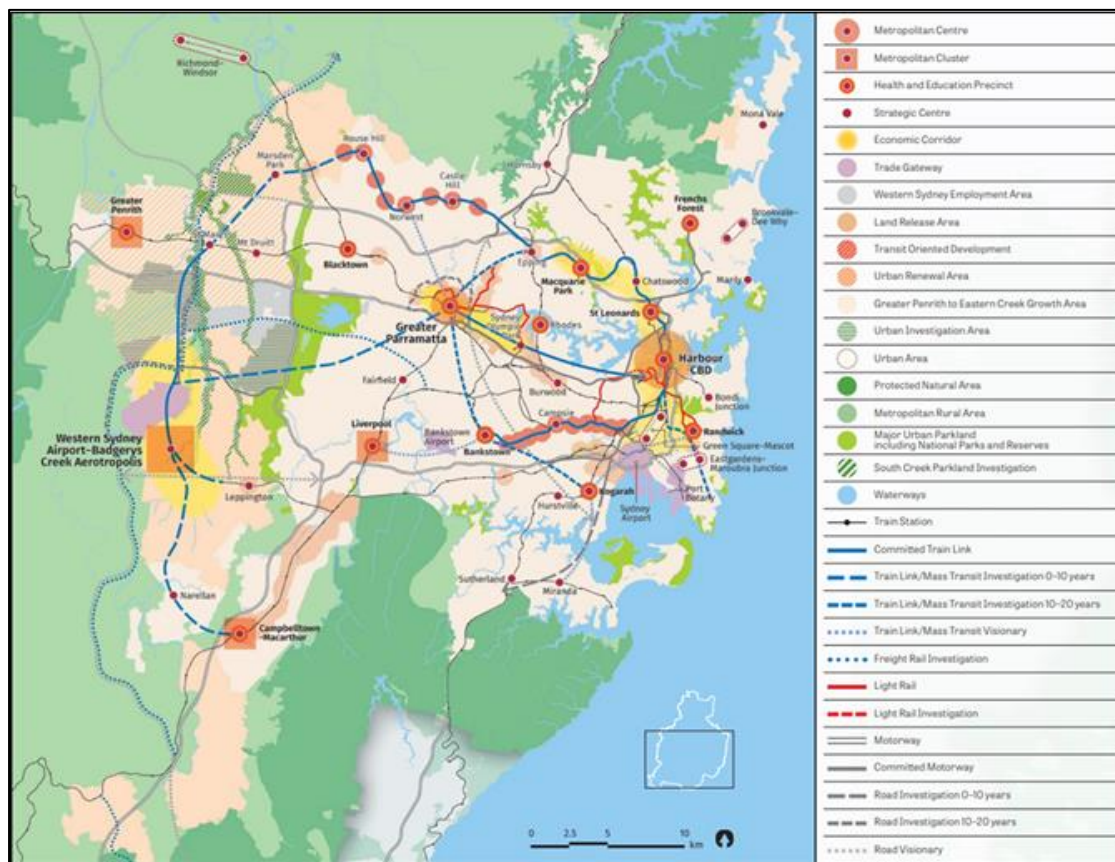 Richmond-
Windsor
Mona Vale
Rouse Hill
Marsden
Park
Hornsby
Castle
Hill
Norwest
Frenchs
Forest
Brookvale-
Dee Why
Greater
Penrith
St Marys
Mt Druitt
Blacktown
Epping
Macquarie
Park
Chatswood
Manly
St Leonards
Greater
Parramatta
Sydney
Olympic
Rhodes
Harbour
CBD
Fairfield
Burwood
Bondi
Junction
Liverpool
Bankstown
Airport
Campsie
Bankstown
Randwick
Green Square-Mascot
Eastgardens-
Maroubra Junction
Western Sydney
Airport-Badgerys
Creek Aerotropolis
Leppington
Kogarah
Hurstville
Sydney
Airport
Port
Botany
Sutherland
Miranda
Narellan
Campbelltown
-Macarthur
0 2.5 5 10
km
Metropolitan Centre
Metropolitan Cluster
Health and Education Precinct
Strategic Centre
Economic Corridor
Trade Gateway
Western Sydney Employment Area
Land Release Area
Transit Oriented Development
Urban Renewal Area
Greater Penrith to Eastern Creek Growth Area
Urban Investigation Area
Urban Area
Protected Natural Area
Metropolitan Rural Area
Major Urban Parkland
including National Parks and Reserves
South Creek Parkland Investigation
Waterways
Train Station
Committed Train Link
Train Link/Mass Transit Investigation 0-10 years
Train Link/Mass Transit Investigation 10-20 years
Train Link/Mass Transit Visionary
Freight Rail Investigation
Light Rail
Light Rail Investigation
Motorway
Committed Motorway
Road Investigation 0-10 years
Road Investigation 10-20 years
Road Visionary